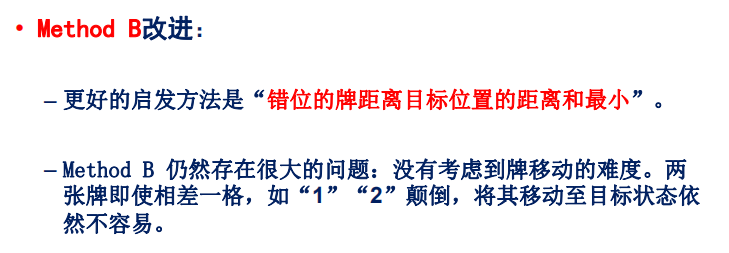 • Method B改进：
– 更好的启发方法是“错位的牌距离目标位置的距离和最小”。
– Method B 仍然存在很大的问题：没有考虑到牌移动的难度。两
张牌即使相差一格，如“1”“2”颠倒，将其移动至目标状态依
然不容易。